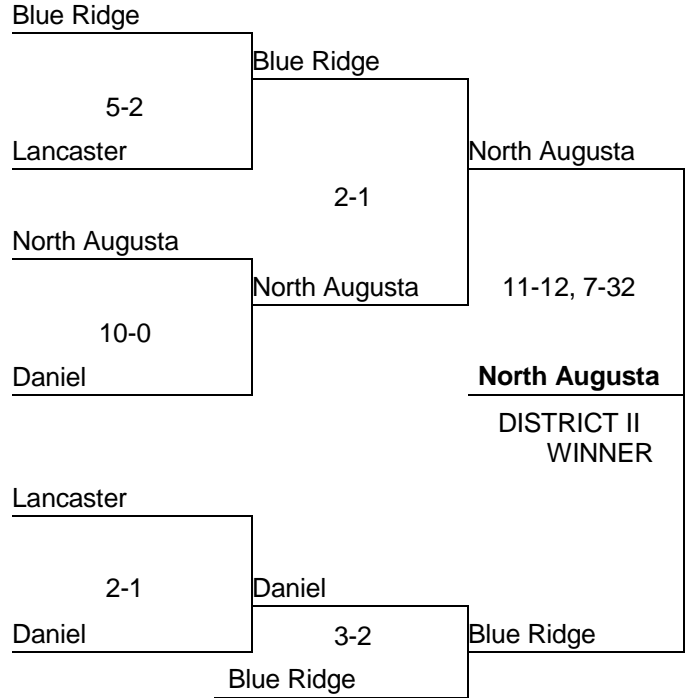 Blue Ridge
Blue Ridge
5-2
Lancaster
North Augusta
2-1
North Augusta
North Augusta
11-12, 7-32
10-0
Daniel
North Augusta
DISTRICT II
WINNER
Lancaster
2-1
Daniel
Daniel
3-2
Blue Ridge
Blue Ridge